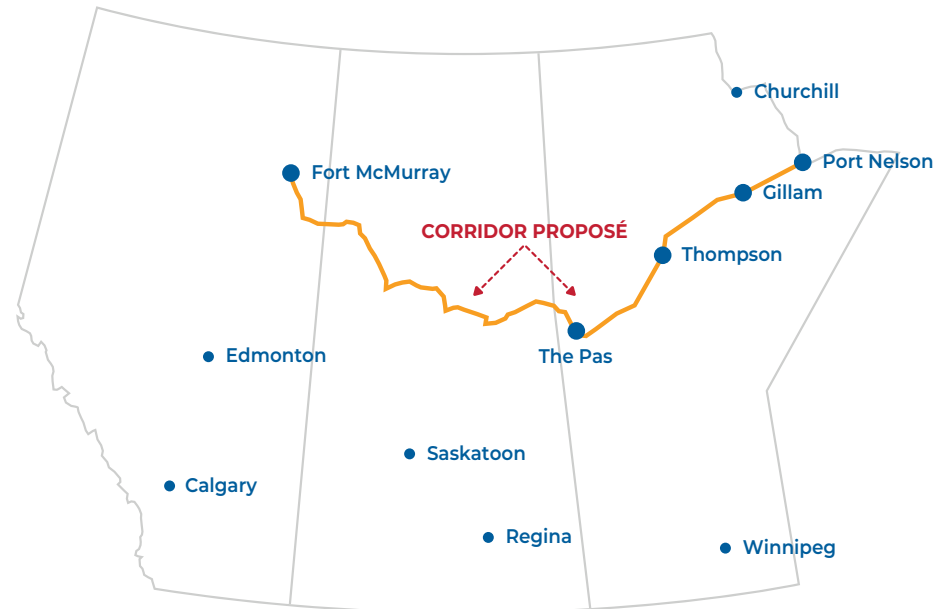 Churchill
Port Nelson
Fort McMurray
Gillam
CORRIDOR PROPOSÉ
Thompson
The Pas
Edmonton
Saskatoon
Calgary
Regina
Winnipeg